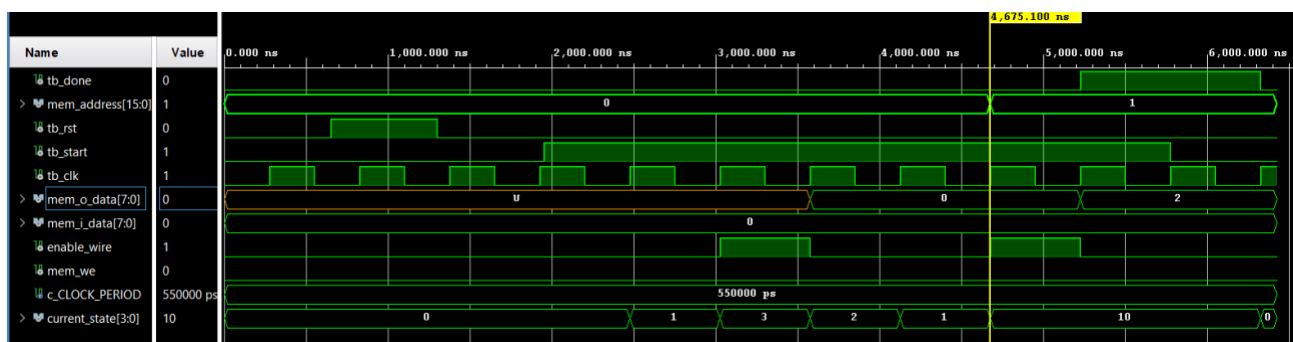 4,675.100 ns
Name Value 0.000 ns 1,000.000 ns 2,000.000 ns 3,000.000 ns 4,000.000 ns 5,000.000 ns 6,000.000 ns
tb_done 0
mem_address[15:0] 1 0 1
tb_rst 0
tb_start 1
tb_clk 1
mem_o_data[7:0] 0 U 0 2
mem_i_data[7:0] 0 0
enable_wire 1
mem_we 0
c_CLOCK_PERIOD 550000 ps 550000 ps
current_state[3:0] 10 0 1 3 2 1 10 0